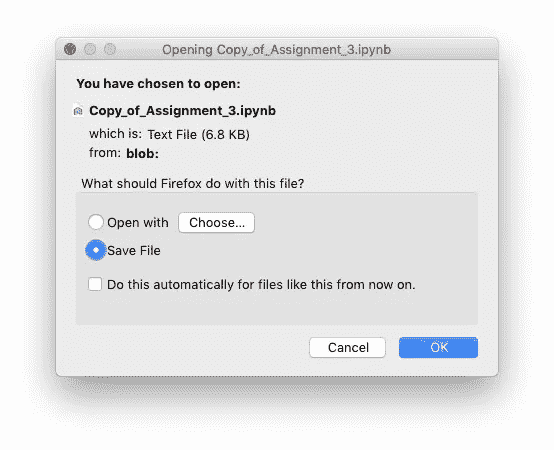 Opening Copy_of_Assignment_3.ipynb
You have chosen to open:
Copy_of_Assignment_3.ipynb
which is: Text File (6.8 KB)
from: blob:
What should Firefox do with this file?
Open with Choose...
Save File
Do this automatically for files like this from now on.
Cancel OK